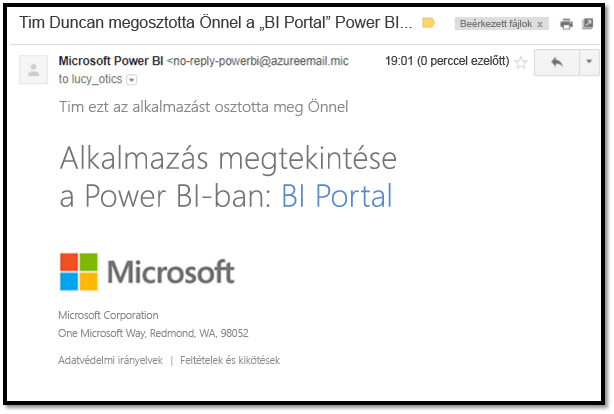 Tim Duncan megosztotta Önnel a „BI Portal” Power BI...
Beérkezett fájlok x
Microsoft Power BI <no-reply-powerbi@azureemail.mic
19:01 (0 perccel ezelőtt)
to lucy_otics
Tim ezt az alkalmazást osztotta meg Önnel
Alkalmazás megtekintése
a Power BI-ban: BI Portal
Microsoft
Microsoft Corporation
One Microsoft Way, Redmond, WA, 98052
Adatvédelmi irányelvek | Feltételek és kikötések